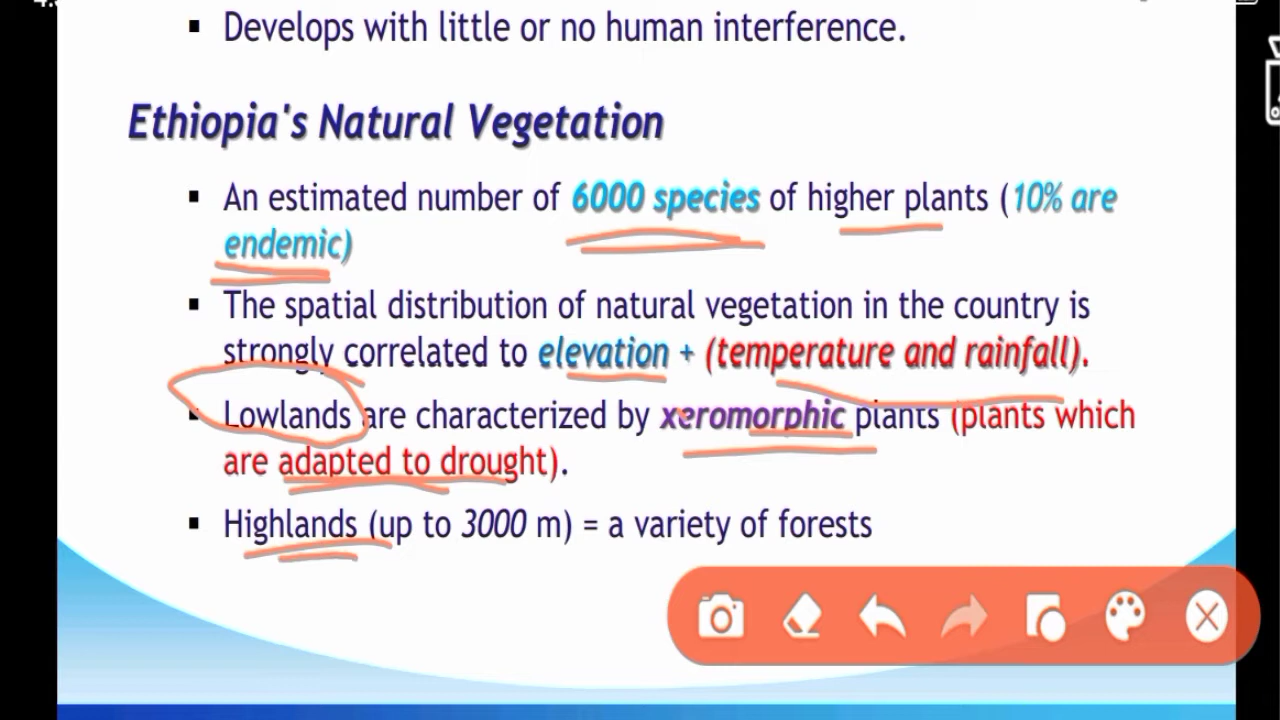 ▪ Develops with little or no human interference.
Ethiopia's Natural Vegetation
▪ An estimated number of 6000 species of higher plants (10% are
endemic)
▪ The spatial distribution of natural vegetation in the country is
strongly correlated to elevation + (temperature and rainfall).
▪ Lowlands are characterized by xeromorphic plants (plants which
are adapted to drought).
▪ Highlands (up to 3000 m) = a variety of forests